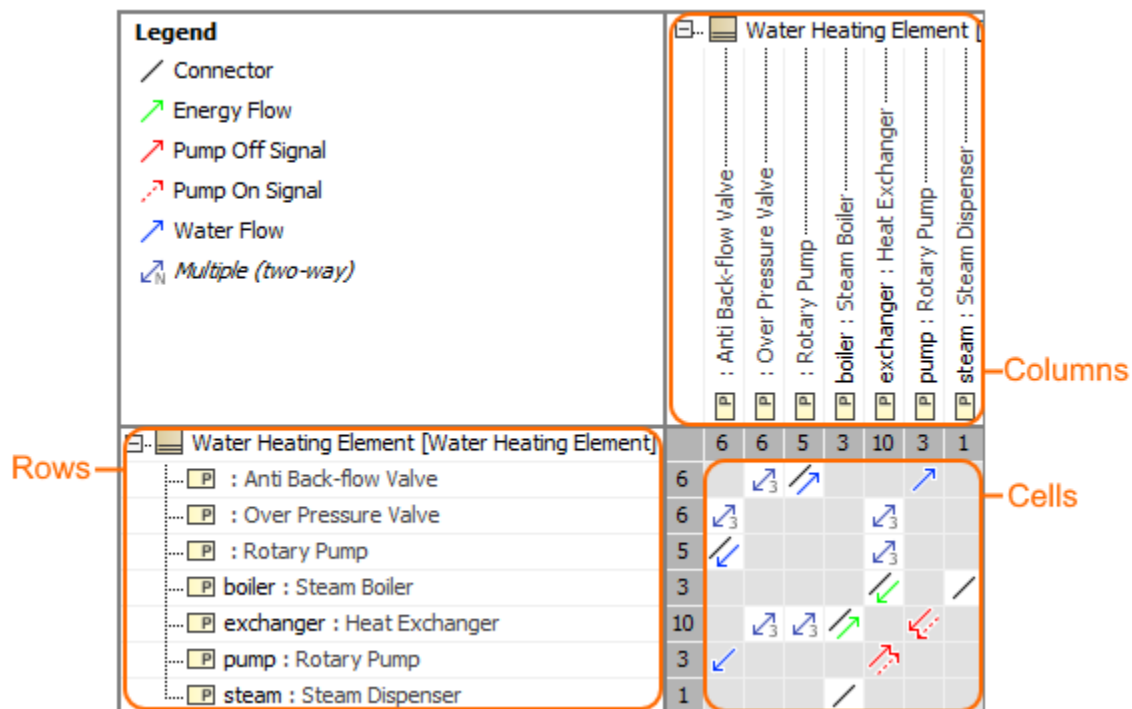 Legend
Connector
Energy Flow
Pump Off Signal
Pump On Signal
Water Flow
N Multiple (two-way)
Water Heating Element [
: Anti Back-flow Valve
: Over Pressure Valve
: Rotary Pump
boiler : Steam Boiler
exchanger : Heat Exchanger
pump : Rotary Pump
steam : Steam Dispenser
P P P P P P P
Columns
Water Heating Element [Water Heating Element] 6 6 5 3 10 3 1
Rows
P : Anti Back-flow Valve 6 3
Cells
P : Over Pressure Valve 6 3 3
P : Rotary Pump 5 3
P boiler : Steam Boiler 3
P exchanger : Heat Exchanger 10 3 3
P pump : Rotary Pump 3
P steam : Steam Dispenser 1